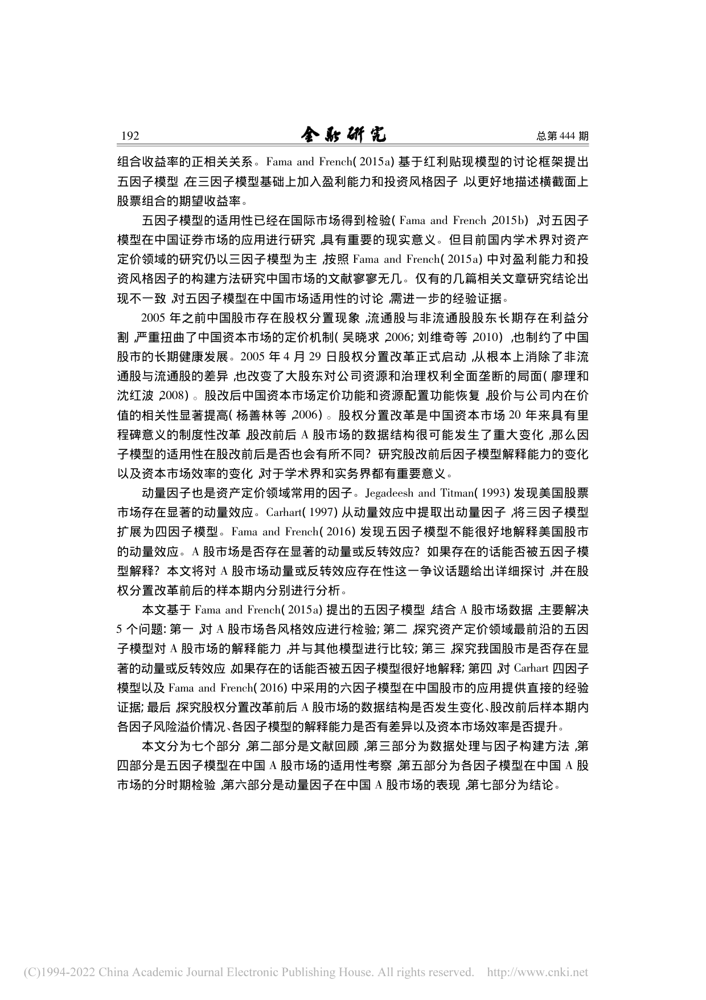 192
金融研究
总第 444 期
组合收益率的正相关关系。Fama and French(2015a)基于红利贴现模型的讨论框架提出
五因子模型,在三因子模型基础上加入盈利能力和投资风格因子,以更好地描述横截面上
股票组合的期望收益率。
五因子模型的适用性已经在国际市场得到检验(Fama and French,2015b),对五因子
模型在中国证券市场的应用进行研究,具有重要的现实意义。但目前国内学术界对资产
定价领域的研究仍以三因子模型为主,按照 Fama and French(2015a)中对盈利能力和投
资风格因子的构建方法研究中国市场的文献寥寥无几。仅有的几篇相关文章研究结论出
现不一致,对五因子模型在中国市场适用性的讨论,需进一步的经验证据。
2005 年之前中国股市存在股权分置现象,流通股与非流通股股东长期存在利益分
割,严重扭曲了中国资本市场的定价机制(吴晓求,2006;刘维奇等,2010),也制约了中国
股市的长期健康发展。2005 年 4 月 29 日股权分置改革正式启动,从根本上消除了非流
通股与流通股的差异,也改变了大股东对公司资源和治理权利全面垄断的局面(廖理和
沈红波,2008)。股改后中国资本市场定价功能和资源配置功能恢复,股价与公司内在价
值的相关性显著提高(杨善林等,2006)。股权分置改革是中国资本市场 20 年来具有里
程碑意义的制度性改革,股改前后 A 股市场的数据结构很可能发生了重大变化,那么因
子模型的适用性在股改前后是否也会有所不同?研究股改前后因子模型解释能力的变化
以及资本市场效率的变化,对于学术界和实务界都有重要意义。
动量因子也是资产定价领域常用的因子。Jegadeesh and Titman(1993)发现美国股票
市场存在显著的动量效应。Carhart(1997)从动量效应中提取出动量因子,将三因子模型
扩展为四因子模型。Fama and French(2016)发现五因子模型不能很好地解释美国股市
的动量效应。A 股市场是否存在显著的动量或反转效应?如果存在的话能否被五因子模
型解释?本文将对 A 股市场动量或反转效应存在性这一争议话题给出详细探讨,并在股
权分置改革前后的样本期内分别进行分析。
本文基于 Fama and French(2015a)提出的五因子模型,结合 A 股市场数据,主要解决
5 个问题:第一,对 A 股市场各风格效应进行检验;第二,探究资产定价领域最前沿的五因
子模型对 A 股市场的解释能力,并与其他模型进行比较;第三,探究我国股市是否存在显
著的动量或反转效应,如果存在的话能否被五因子模型很好地解释;第四,对 Carhart 四因子
模型以及 Fama and French(2016)中采用的六因子模型在中国股市的应用提供直接的经验
证据;最后,探究股权分置改革前后 A 股市场的数据结构是否发生变化、股改前后样本期内
各因子风险溢价情况、各因子模型的解释能力是否有差异以及资本市场效率是否提升。
本文分为七个部分,第二部分是文献回顾,第三部分为数据处理与因子构建方法,第
四部分是五因子模型在中国 A 股市场的适用性考察,第五部分为各因子模型在中国 A 股
市场的分时期检验,第六部分是动量因子在中国 A 股市场的表现,第七部分为结论。
(C)1994-2022 China Academic Journal Electronic Publishing House. All rights reserved. http://www.cnki.net